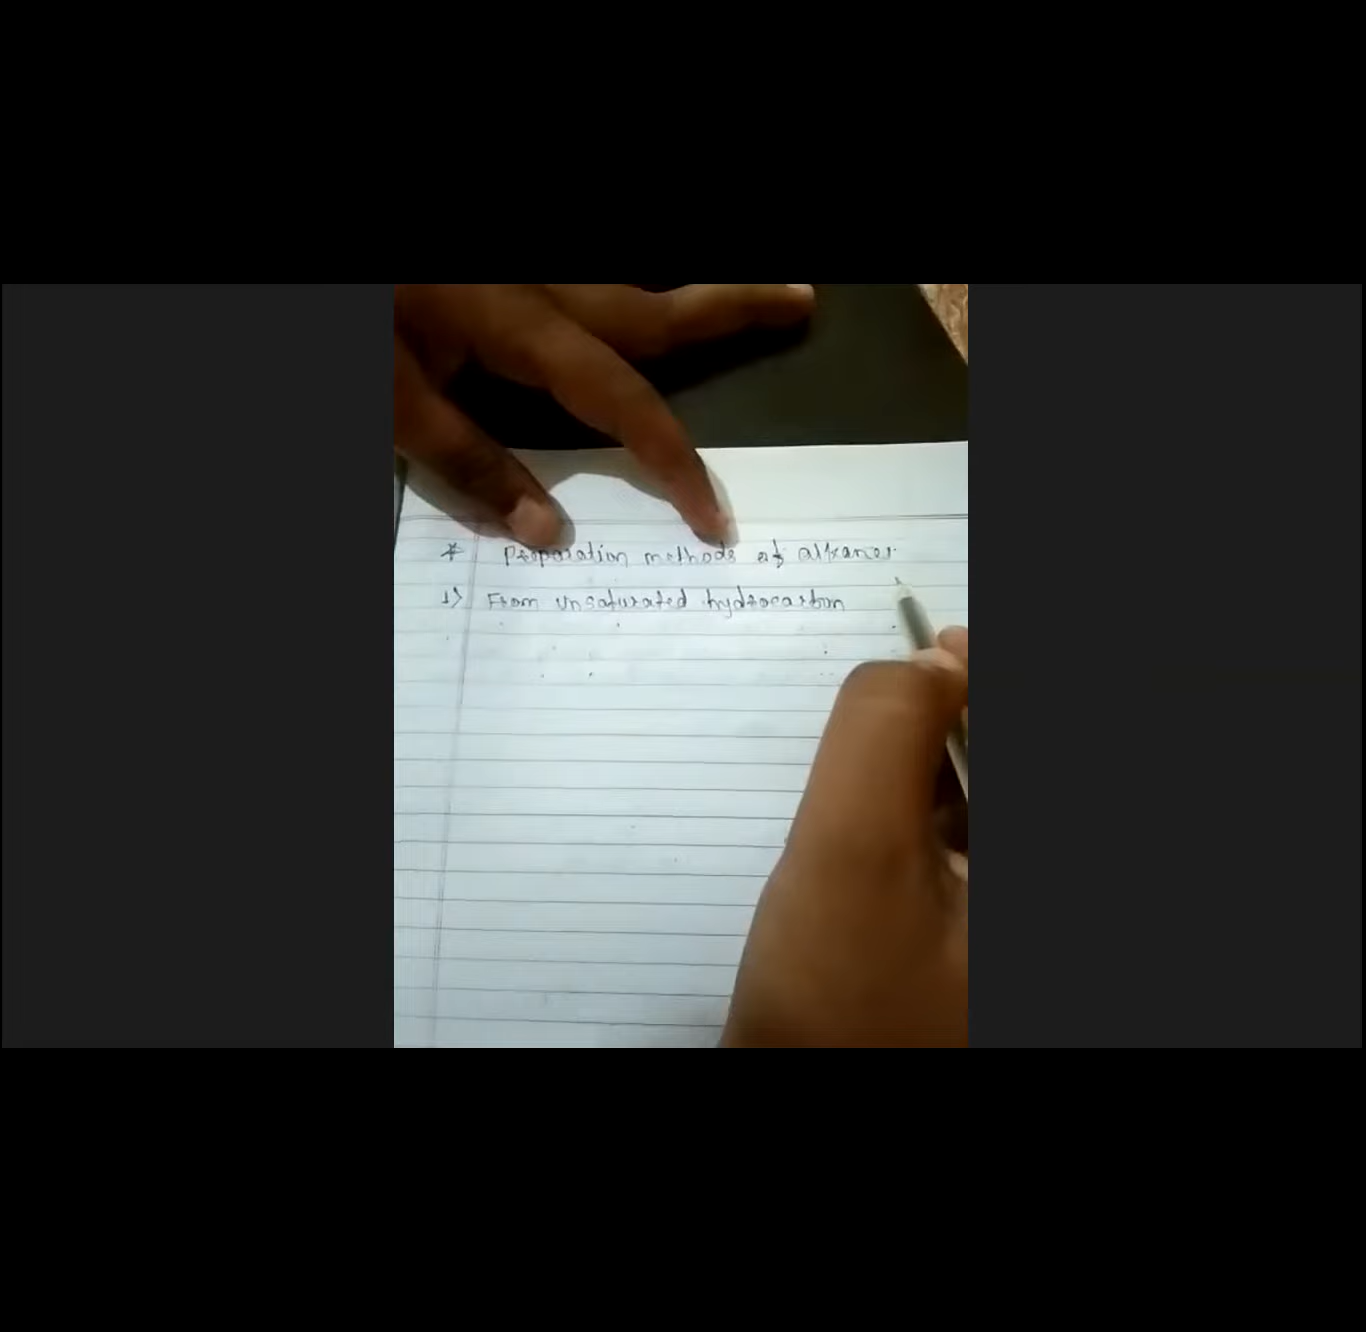 * Preparation methods of alkanes.
1) From unsaturated hydrocarbon